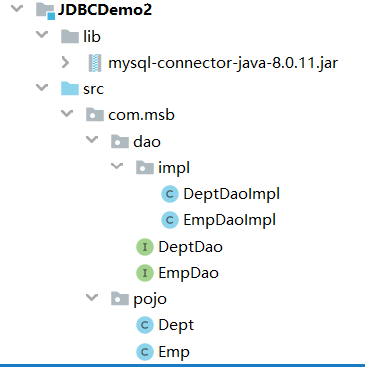 JDBCDemo2
lib
mysql-connector-java-8.0.11.jar
src
com.msb
dao
impl
C DeptDaoImpl
C EmpDaoImpl
I DeptDao
I EmpDao
pojo
C Dept
C Emp